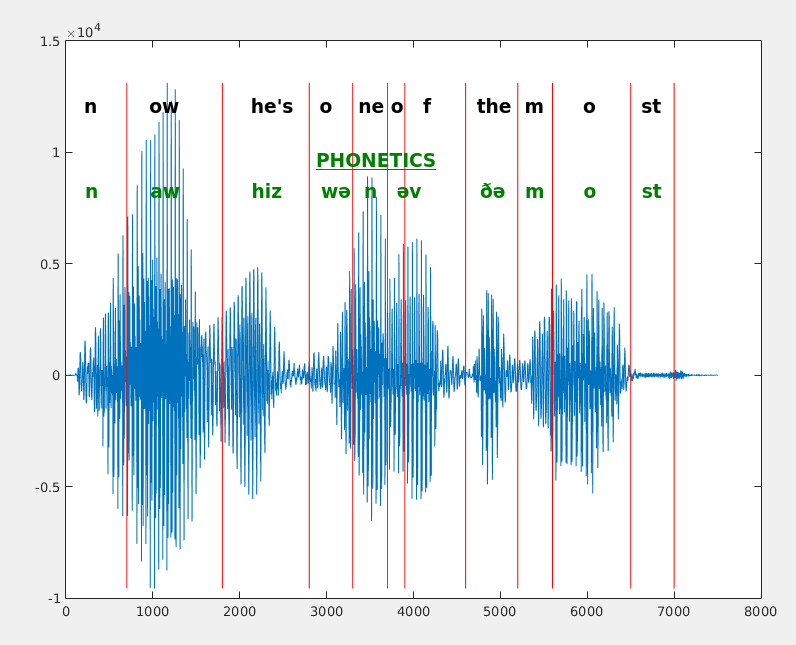 ×10⁴
1.5
n ow he's o ne o f the m o st
1
PHONETICS
n aw hiz wə n əv ðə m o st
0.5
0
-0.5
-1
0 1000 2000 3000 4000 5000 6000 7000 8000